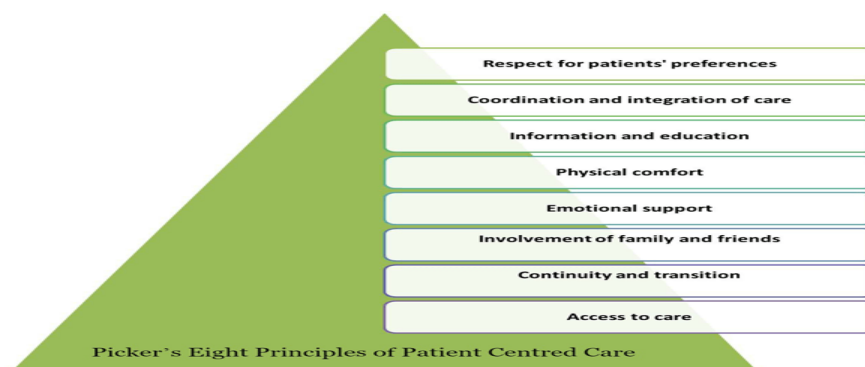 Respect for patients' preferences
Coordination and integration of care
Information and education
Physical comfort
Emotional support
Involvement of family and friends
Continuity and transition
Access to care
Picker's Eight Principles of Patient Centred Care